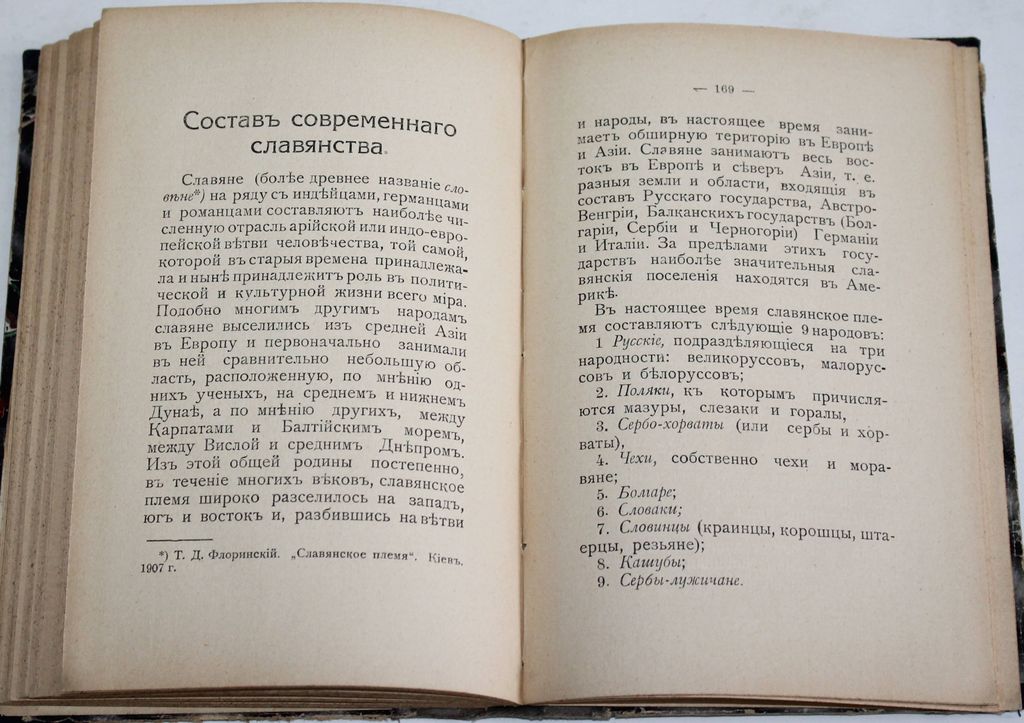 Составъ современнаго
славянства.
Славяне (болѣе древнее названіе сло-
вѣне*) на ряду съ индѣйцами, германцами
и романцами составляютъ наиболѣе чи-
сленную отрасль арійской или индо-евро-
пейской вѣтви человѣчества, той самой,
которой въ старыя времена принадлежа-
ла и нынѣ принадлежитъ роль въ полити-
ческой и культурной жизни всего міра.
Подобно многимъ другимъ народамъ
славяне выселились изъ средней Азіи
въ Европу и первоначально занимали
въ ней сравнительно небольшую об-
ласть, расположенную, по мнѣнію од-
нихъ ученыхъ, на среднемъ и нижнемъ
Дунаѣ, а по мнѣнію другихъ, между
Карпатами и Балтійскимъ моремъ,
между Вислой и среднимъ Днѣпромъ.
Изъ этой общей родины постепенно,
въ теченіе многихъ вѣковъ, славянское
племя широко разселилось на западъ,
югъ и востокъ и, разбившись на вѣтви
*) Т. Д. Флоринскій. „Славянское племя“. Кіевъ.
1907 г.
— 169 —
и народы, въ настоящее время зани-
маетъ обширную територію въ Европѣ
и Азіи. Славяне занимаютъ весь вос-
токъ въ Европѣ и сѣверъ Азіи, т. е.
разныя земли и области, входящія въ
составъ Русскаго государства, Австро-
Венгріи, Балканскихъ государствъ (Бол-
гаріи, Сербіи и Черногоріи) Германіи
и Италіи. За предѣлами этихъ госу-
дарствъ наиболѣе значительныя сла-
вянскія поселенія находятся въ Аме-
рикѣ.
Въ настоящее время славянское пле-
мя составляютъ слѣдующіе 9 народовъ:
1 Русскіе, подраздѣляющіеся на три
народности: великоруссовъ, малорус-
совъ и бѣлоруссовъ;
2. Поляки, къ которымъ причисля-
ются мазуры, слезаки и горалы,
3. Сербо-хорваты (или сербы и хор-
ваты),
4. Чехи, собственно чехи и мора-
вяне;
5. Болгаре;
6. Словаки;
7. Словинцы (краинцы, корошцы, шта-
ерцы, резьяне);
8. Кашубы;
9. Сербы-лужичане.